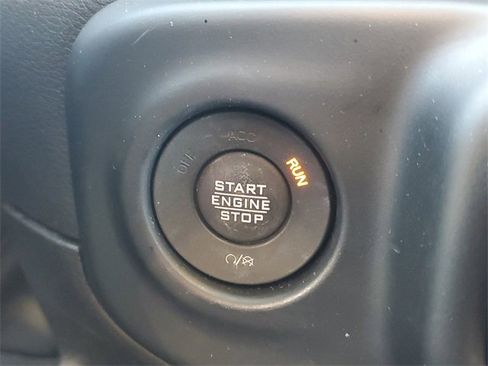 ACC
OFF
RUN
START
ENGINE
STOP